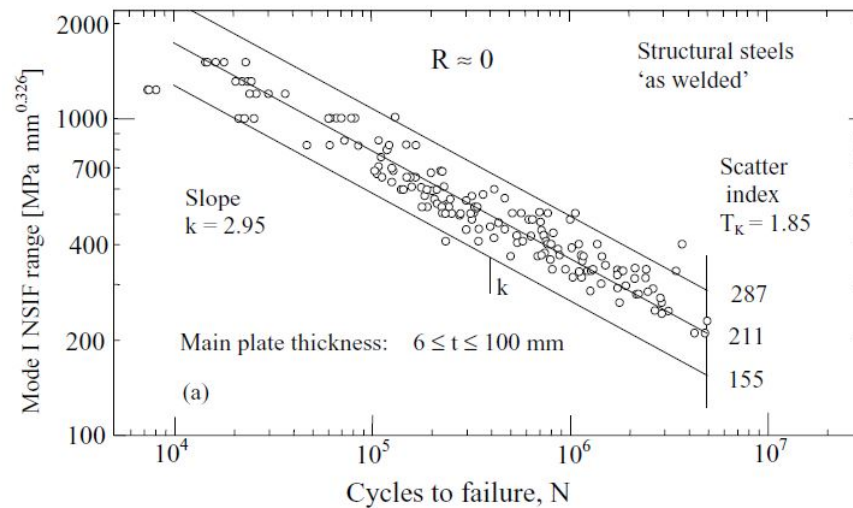 Mode I NSIF range [MPa mm^0.326]
2000
1000
700
400
200
100
R ≈ 0
Structural steels
'as welded'
Slope
k = 2.95
Scatter
index
T_K = 1.85
k
287
211
155
Main plate thickness: 6 ≤ t ≤ 100 mm
(a)
10^4 10^5 10^6 10^7
Cycles to failure, N